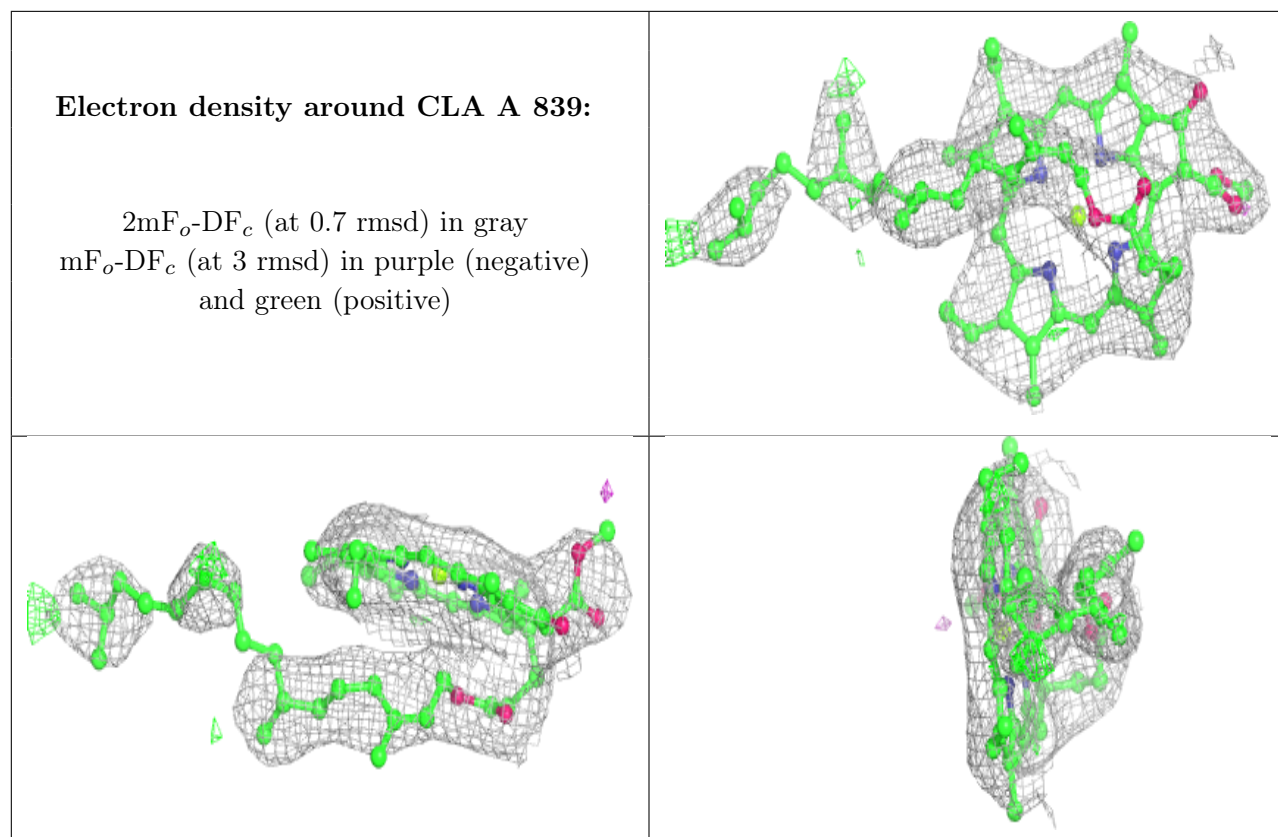 Electron density around CLA A 839:
2mFo-DFc (at 0.7 rmsd) in gray
mFo-DFc (at 3 rmsd) in purple (negative)
and green (positive)